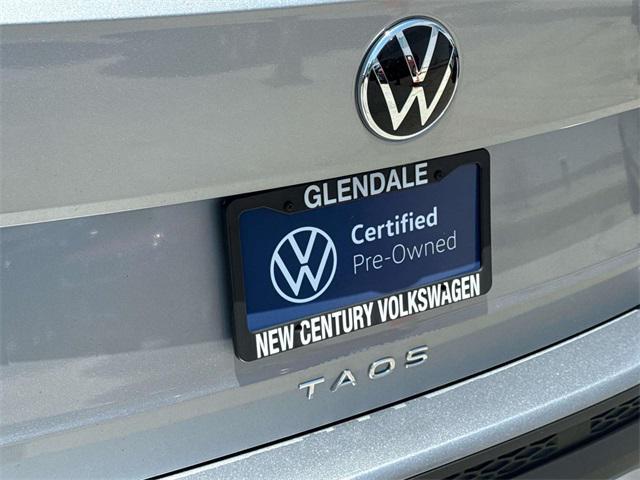 GLENDALE
Certified
Pre-Owned
NEW CENTURY VOLKSWAGEN
TAOS